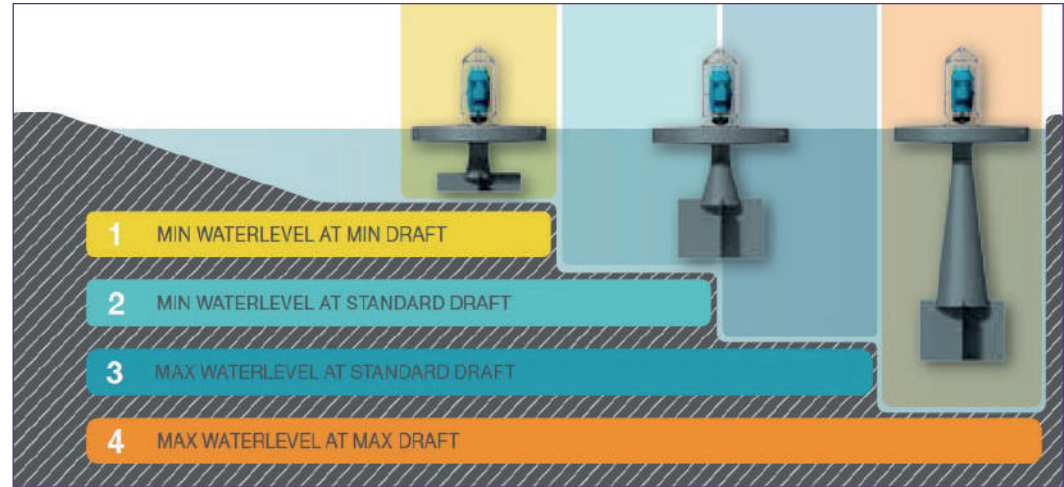 1 MIN WATERLEVEL AT MIN DRAFT
2 MIN WATERLEVEL AT STANDARD DRAFT
3 MAX WATERLEVEL AT STANDARD DRAFT
4 MAX WATERLEVEL AT MAX DRAFT